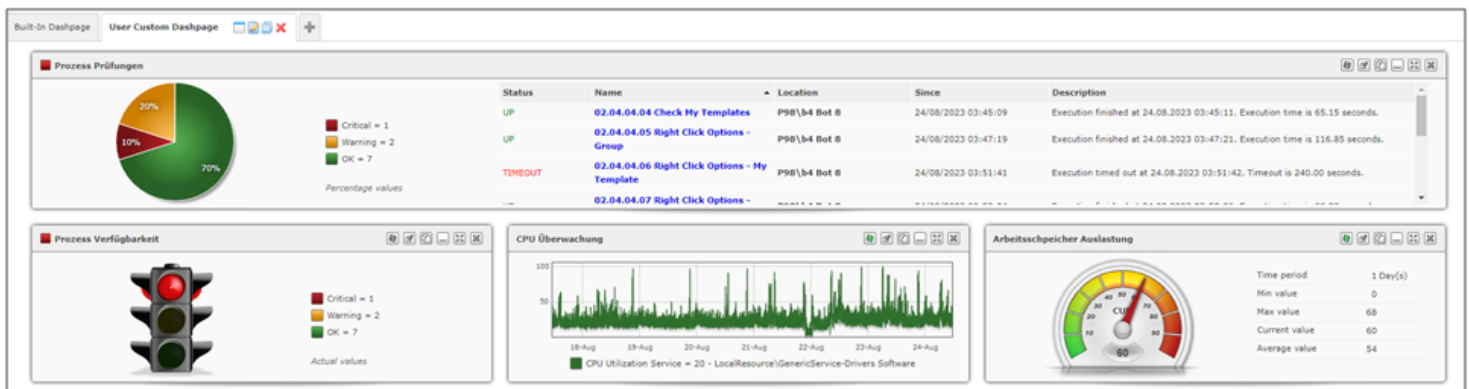 Built-In Dashpage User Custom Dashpage
Prozess Prüfungen
20%
10%
70%
Critical = 1
Warning = 2
OK = 7
Percentage values
Status Name Location Since Description
UP 02.04.04.04 Check My Templates P98\b4 Bot 8 24/08/2023 03:45:09 Execution finished at 24.08.2023 03:45:11. Execution time is 65.15 seconds.
UP 02.04.04.05 Right Click Options -
Group P98\b4 Bot 8 24/08/2023 03:47:19 Execution finished at 24.08.2023 03:47:21. Execution time is 116.85 seconds.
TIMEOUT 02.04.04.06 Right Click Options - My
Template P98\b4 Bot 8 24/08/2023 03:51:41 Execution timed out at 24.08.2023 03:51:42. Timeout is 240.00 seconds.
02.04.04.07 Right Click Options -
Prozess Verfügbarkeit
Critical = 1
Warning = 2
OK = 7
Actual values
CPU Überwachung
100
50
18-Aug 19-Aug 20-Aug 21-Aug 22-Aug 23-Aug 24-Aug
CPU Utilization Service = 20 - LocalResource\GenericService-Drivers Software
Arbeitsschpeicher Auslastung
10 20 30 40 50 70 80 90
60
Time period 1 Day(s)
Min value 0
Max value 68
Current value 60
Average value 54